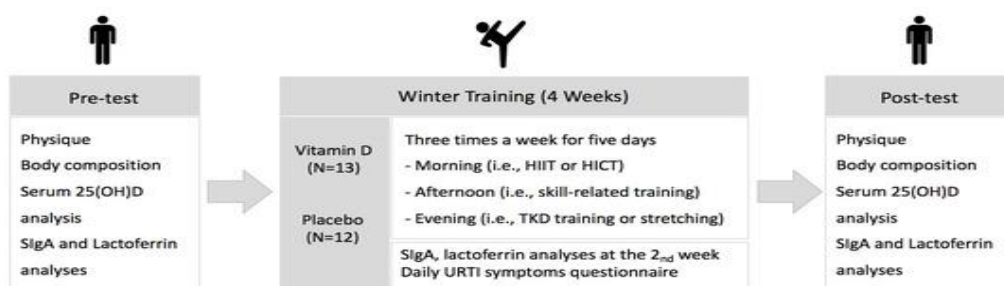 Pre-test
Physique
Body composition
Serum 25(OH)D
analysis
SIgA and Lactoferrin
analyses
Winter Training (4 Weeks)
Vitamin D
(N=13)
Placebo
(N=12)
Three times a week for five days
- Morning (i.e., HIIT or HICT)
- Afternoon (i.e., skill-related training)
- Evening (i.e., TKD training or stretching)
SIgA, lactoferrin analyses at the 2nd week
Daily URTI symptoms questionnaire
Post-test
Physique
Body composition
Serum 25(OH)D
analysis
SIgA and Lactoferrin
analyses